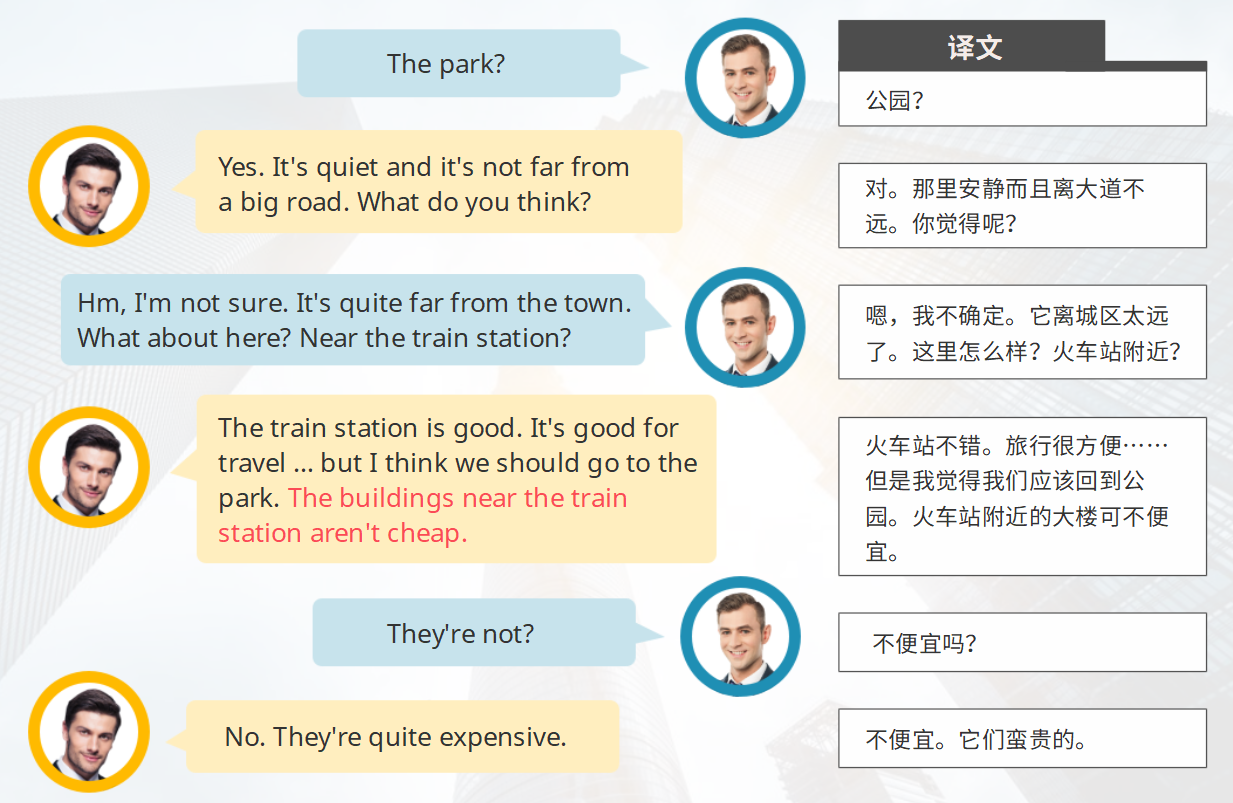 The park?
译文
公园？
Yes. It's quiet and it's not far from
a big road. What do you think?
对。那里安静而且离大道不
远。你觉得呢？
Hm, I'm not sure. It's quite far from the town.
What about here? Near the train station?
嗯，我不确定。它离城区太远
了。这里怎么样？火车站附近？
The train station is good. It's good for
travel ... but I think we should go to the
park. The buildings near the train
station aren't cheap.
火车站不错。旅行很方便……
但是我觉得我们应该回到公
园。火车站附近的大楼可不便
宜。
They're not?
不便宜吗？
No. They're quite expensive.
不便宜。它们蛮贵的。